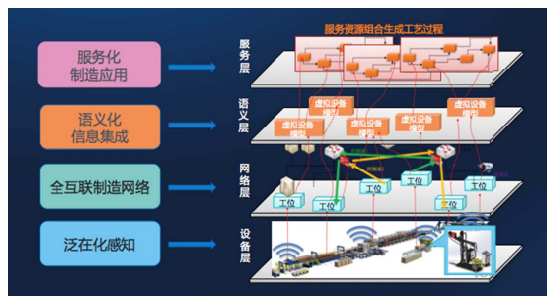 服务资源组合生成工艺过程
服务化
制造应用
服务层
语义化
信息集成
语义层
虚拟设备
模型
虚拟设备
模型
虚拟设备
模型
虚拟设备
模型
虚拟设备
模型
全互联制造网络
网络层
工位
工位
工位
工位
工位
工位
泛在化感知
设备层